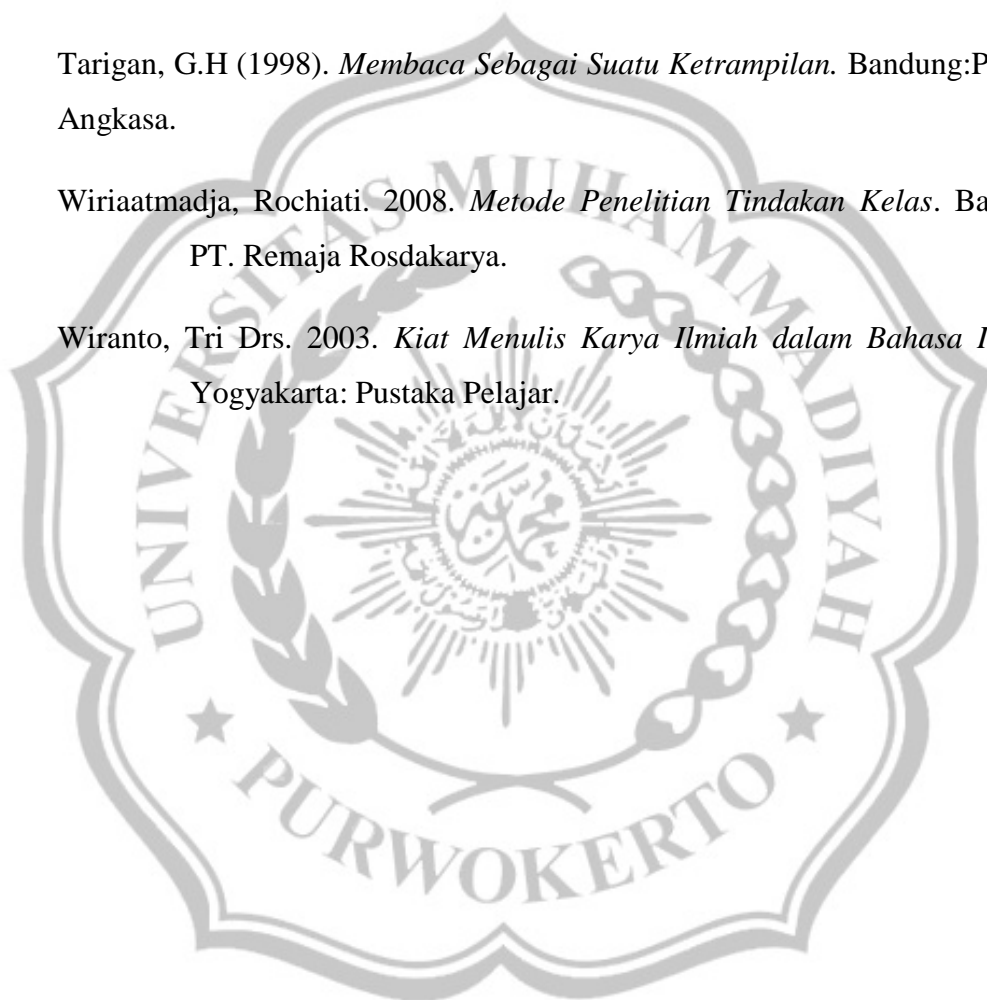 Tarigan, G.H (1998). Membaca Sebagai Suatu Ketrampilan. Bandung:P
Angkasa.
Wiriaatmadja, Rochiati. 2008. Metode Penelitian Tindakan Kelas. Ba
PT. Remaja Rosdakarya.
Wiranto, Tri Drs. 2003. Kiat Menulis Karya Ilmiah dalam Bahasa I
Yogyakarta: Pustaka Pelajar.
UNIVERSITAS MUHAMMADIYAH
PURWOKERTO